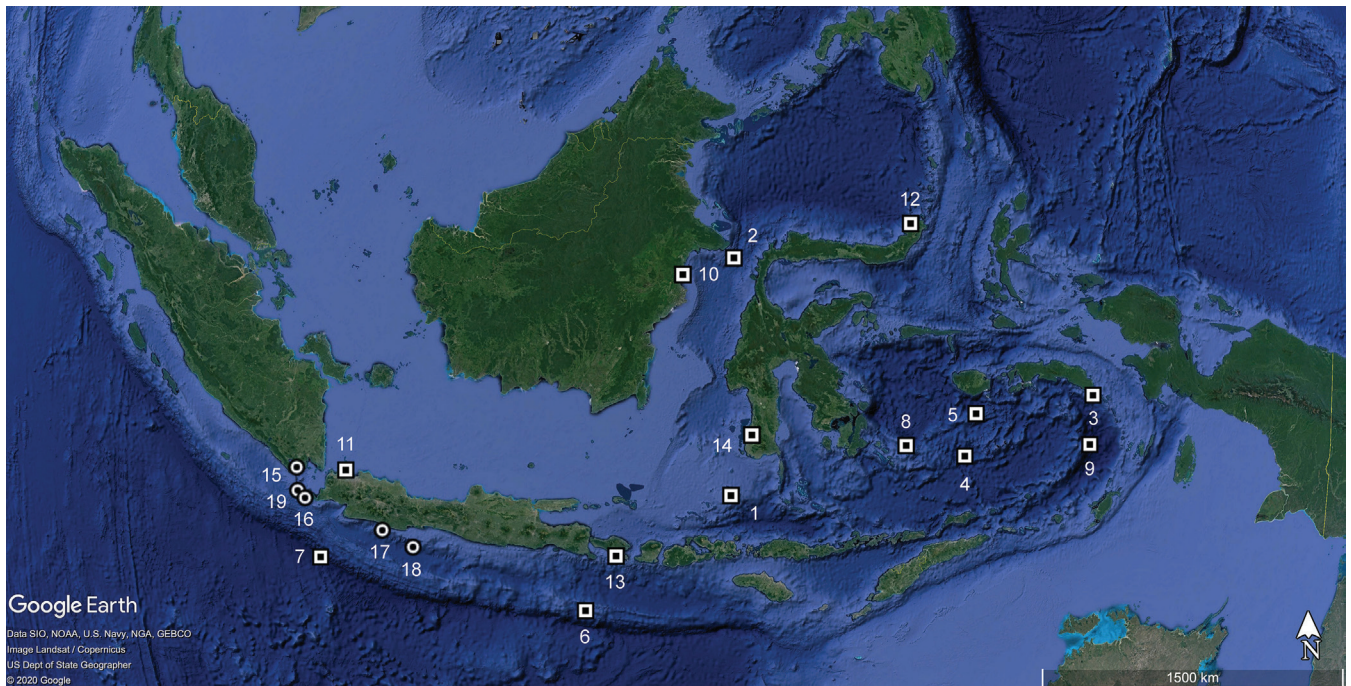 12
2
10
3
5
8
14
4
9
11
15
19
16
1
17
18
7
13
6
Google Earth
Data SIO, NOAA, U.S. Navy, NGA, GEBCO
Image Landsat / Copernicus
US Dept of State Geographer
© 2020 Google
N
1500 km